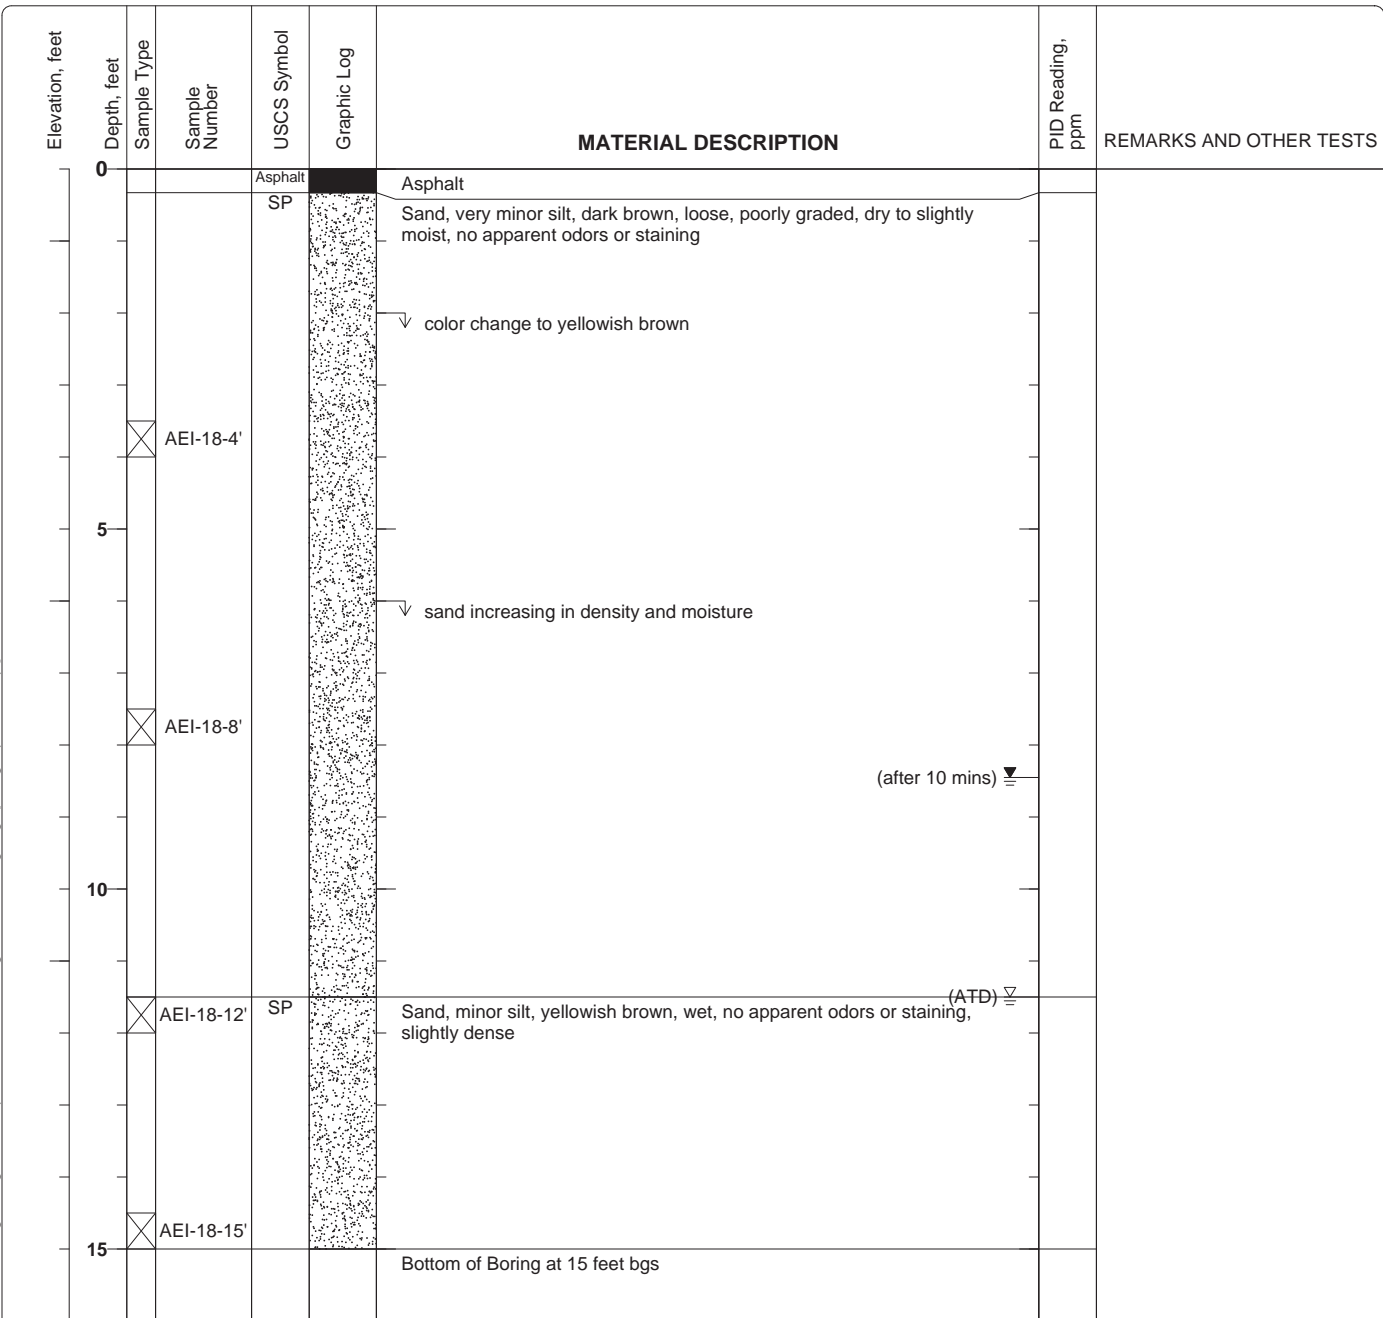 Elevation, feet
Depth, feet
Sample Type
Sample
Number
USCS Symbol
Graphic Log
MATERIAL DESCRIPTION
PID Reading,
ppm
REMARKS AND OTHER TESTS
0
Asphalt
Asphalt
SP
Sand, very minor silt, dark brown, loose, poorly graded, dry to slightly
moist, no apparent odors or staining
color change to yellowish brown
AEI-18-4'
5
sand increasing in density and moisture
AEI-18-8'
(after 10 mins)
10
(ATD)
AEI-18-12'
SP
Sand, minor silt, yellowish brown, wet, no apparent odors or staining,
slightly dense
AEI-18-15'
15
Bottom of Boring at 15 feet bgs